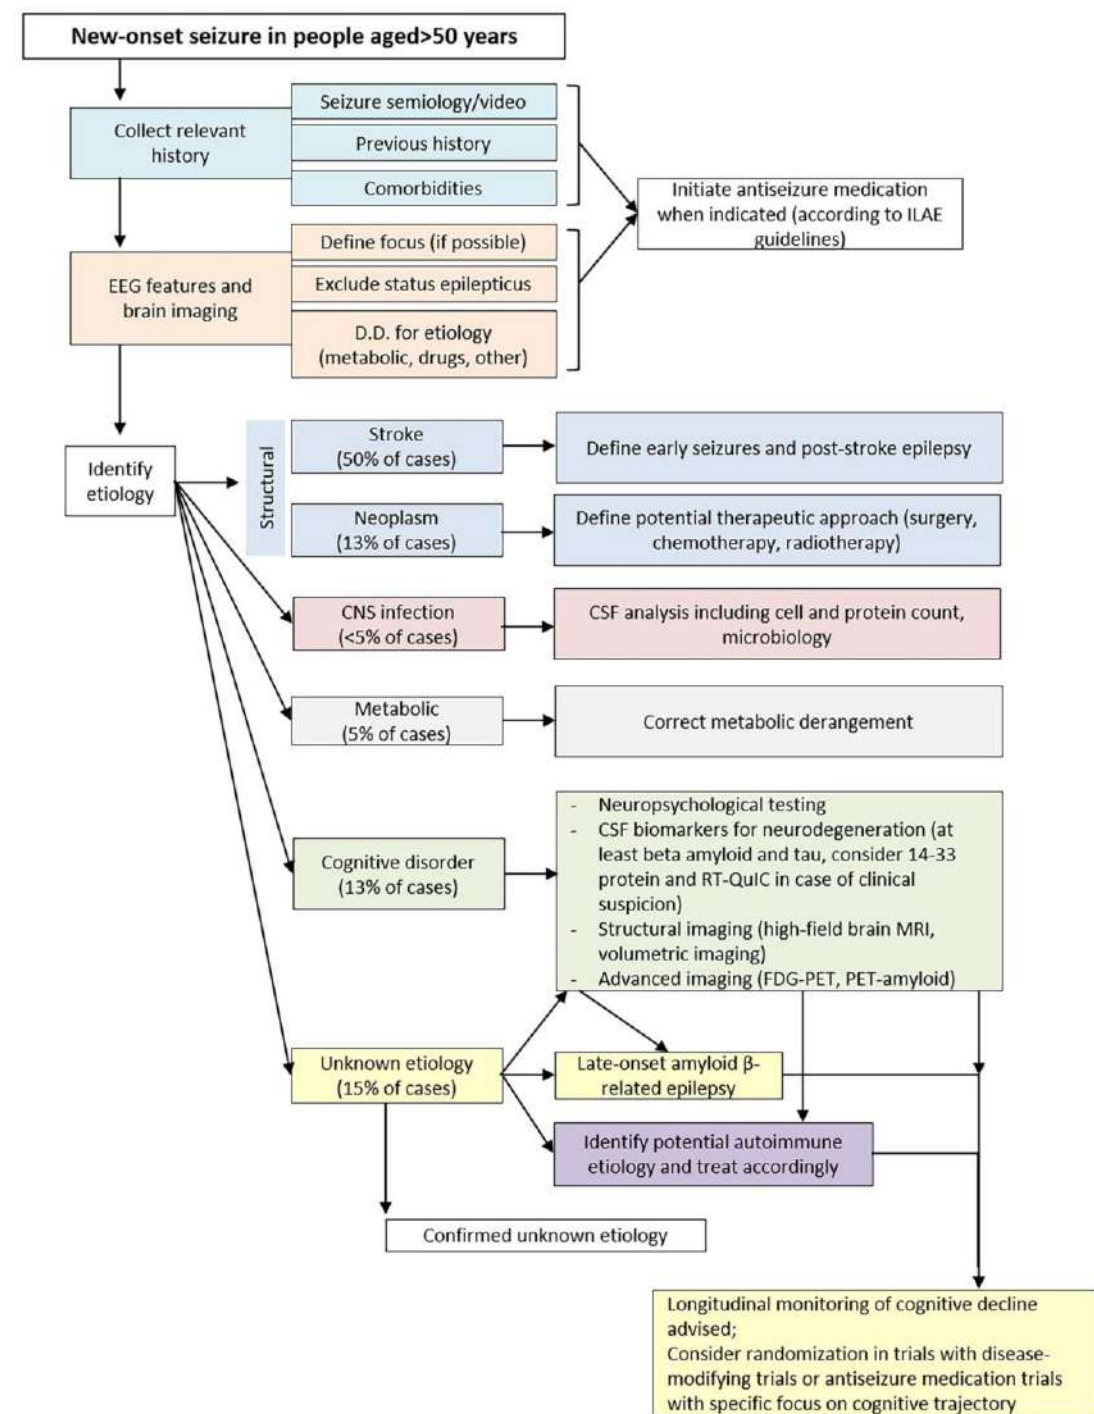 New-onset seizure in people aged>50 years
Collect relevant
history
Seizure semiology/video
Previous history
Comorbidities
Initiate antiseizure medication
when indicated (according to ILAE
guidelines)
EEG features and
brain imaging
Define focus (if possible)
Exclude status epilepticus
D.D. for etiology
(metabolic, drugs, other)
Identify
etiology
Structural
Stroke
(50% of cases)
Define early seizures and post-stroke epilepsy
Neoplasm
(13% of cases)
Define potential therapeutic approach (surgery,
chemotherapy, radiotherapy)
CNS infection
(<5% of cases)
CSF analysis including cell and protein count,
microbiology
Metabolic
(5% of cases)
Correct metabolic derangement
Cognitive disorder
(13% of cases)
- Neuropsychological testing
- CSF biomarkers for neurodegeneration (at
least beta amyloid and tau, consider 14-33
protein and RT-QuIC in case of clinical
suspicion)
- Structural imaging (high-field brain MRI,
volumetric imaging)
- Advanced imaging (FDG-PET, PET-amyloid)
Unknown etiology
(15% of cases)
Late-onset amyloid β-
related epilepsy
Identify potential autoimmune
etiology and treat accordingly
Confirmed unknown etiology
Longitudinal monitoring of cognitive decline
advised;
Consider randomization in trials with disease-
modifying trials or antiseizure medication trials
with specific focus on cognitive trajectory